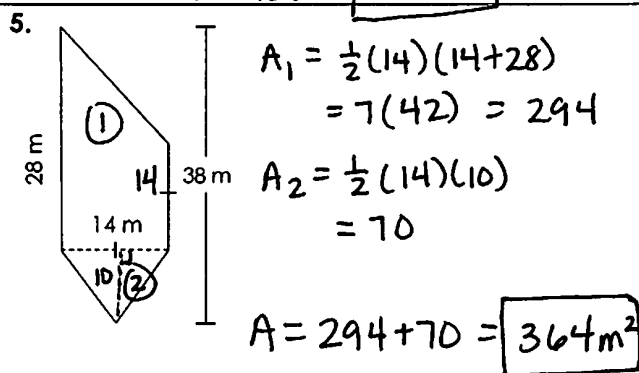 5.
A₁ = ½(14)(14+28)
= 7(42) = 294
①
28 m
14
38 m
A₂ = ½(14)(10)
= 70
14 m
10
②
A = 294+70 = 364m²